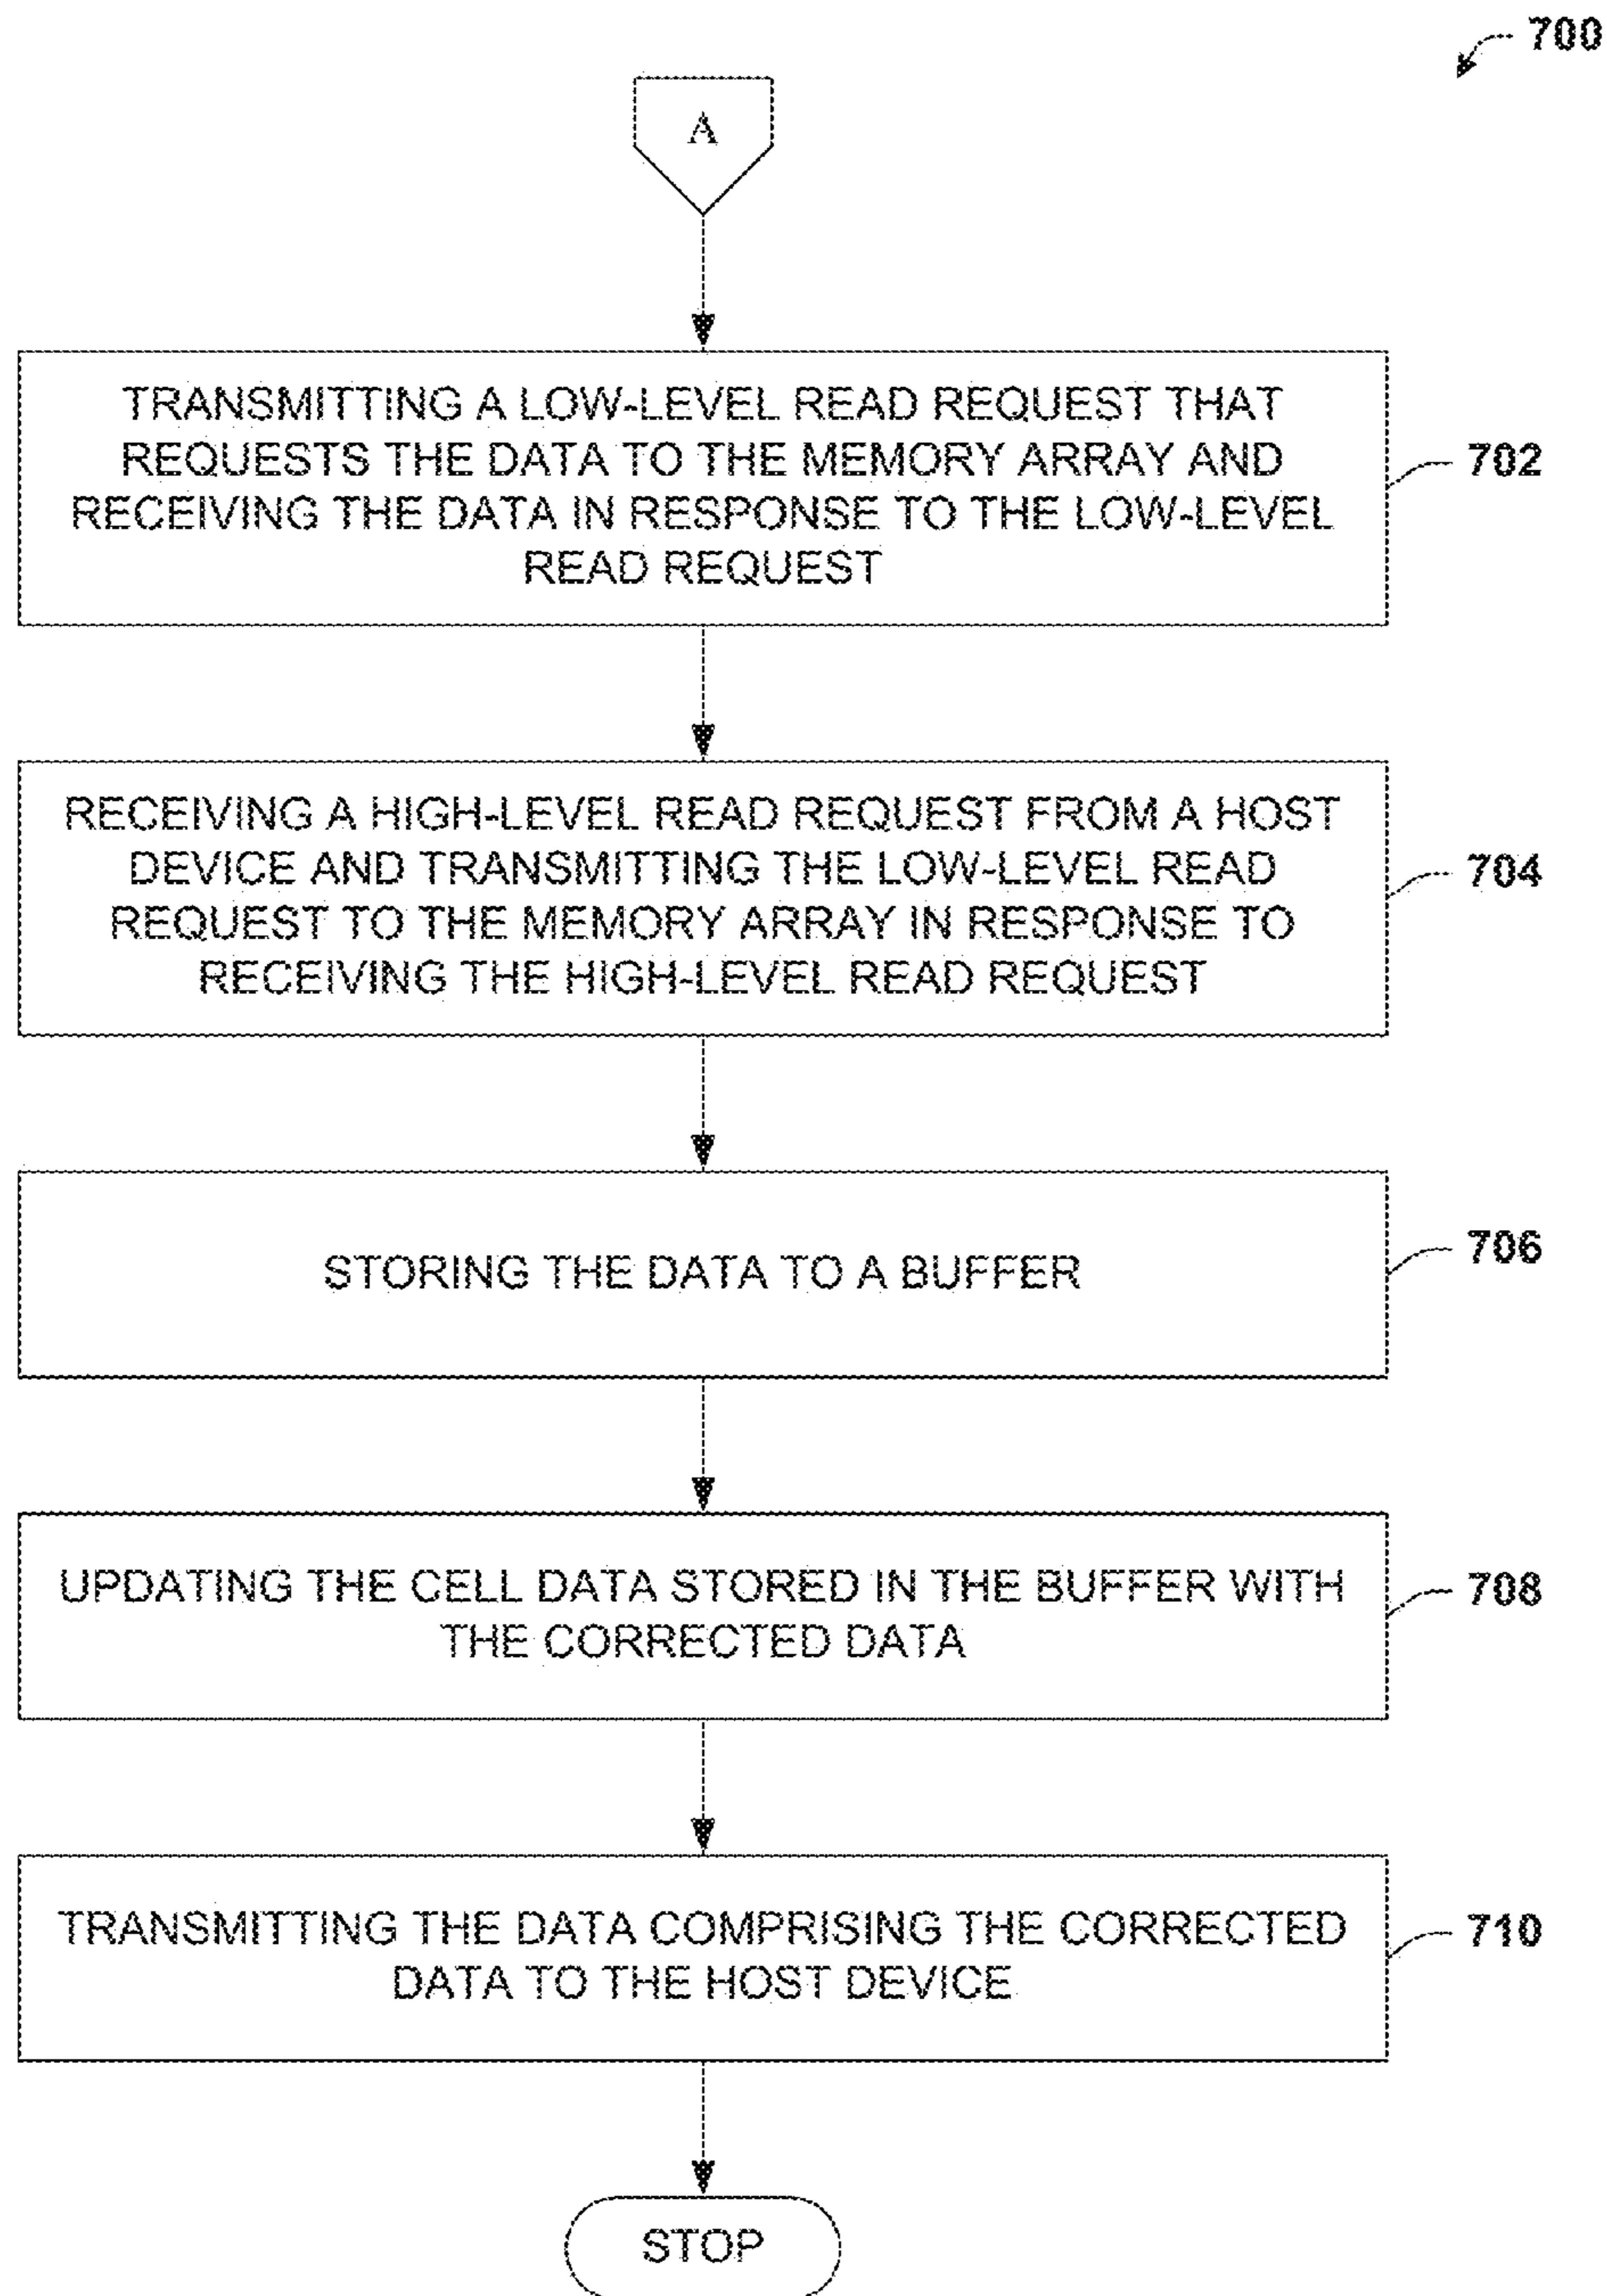 700
A
TRANSMITTING A LOW-LEVEL READ REQUEST THAT
REQUESTS THE DATA TO THE MEMORY ARRAY AND
RECEIVING THE DATA IN RESPONSE TO THE LOW-LEVEL
READ REQUEST
702
RECEIVING A HIGH-LEVEL READ REQUEST FROM A HOST
DEVICE AND TRANSMITTING THE LOW-LEVEL READ
REQUEST TO THE MEMORY ARRAY IN RESPONSE TO
RECEIVING THE HIGH-LEVEL READ REQUEST
704
STORING THE DATA TO A BUFFER
706
UPDATING THE CELL DATA STORED IN THE BUFFER WITH
THE CORRECTED DATA
708
TRANSMITTING THE DATA COMPRISING THE CORRECTED
DATA TO THE HOST DEVICE
710
STOP